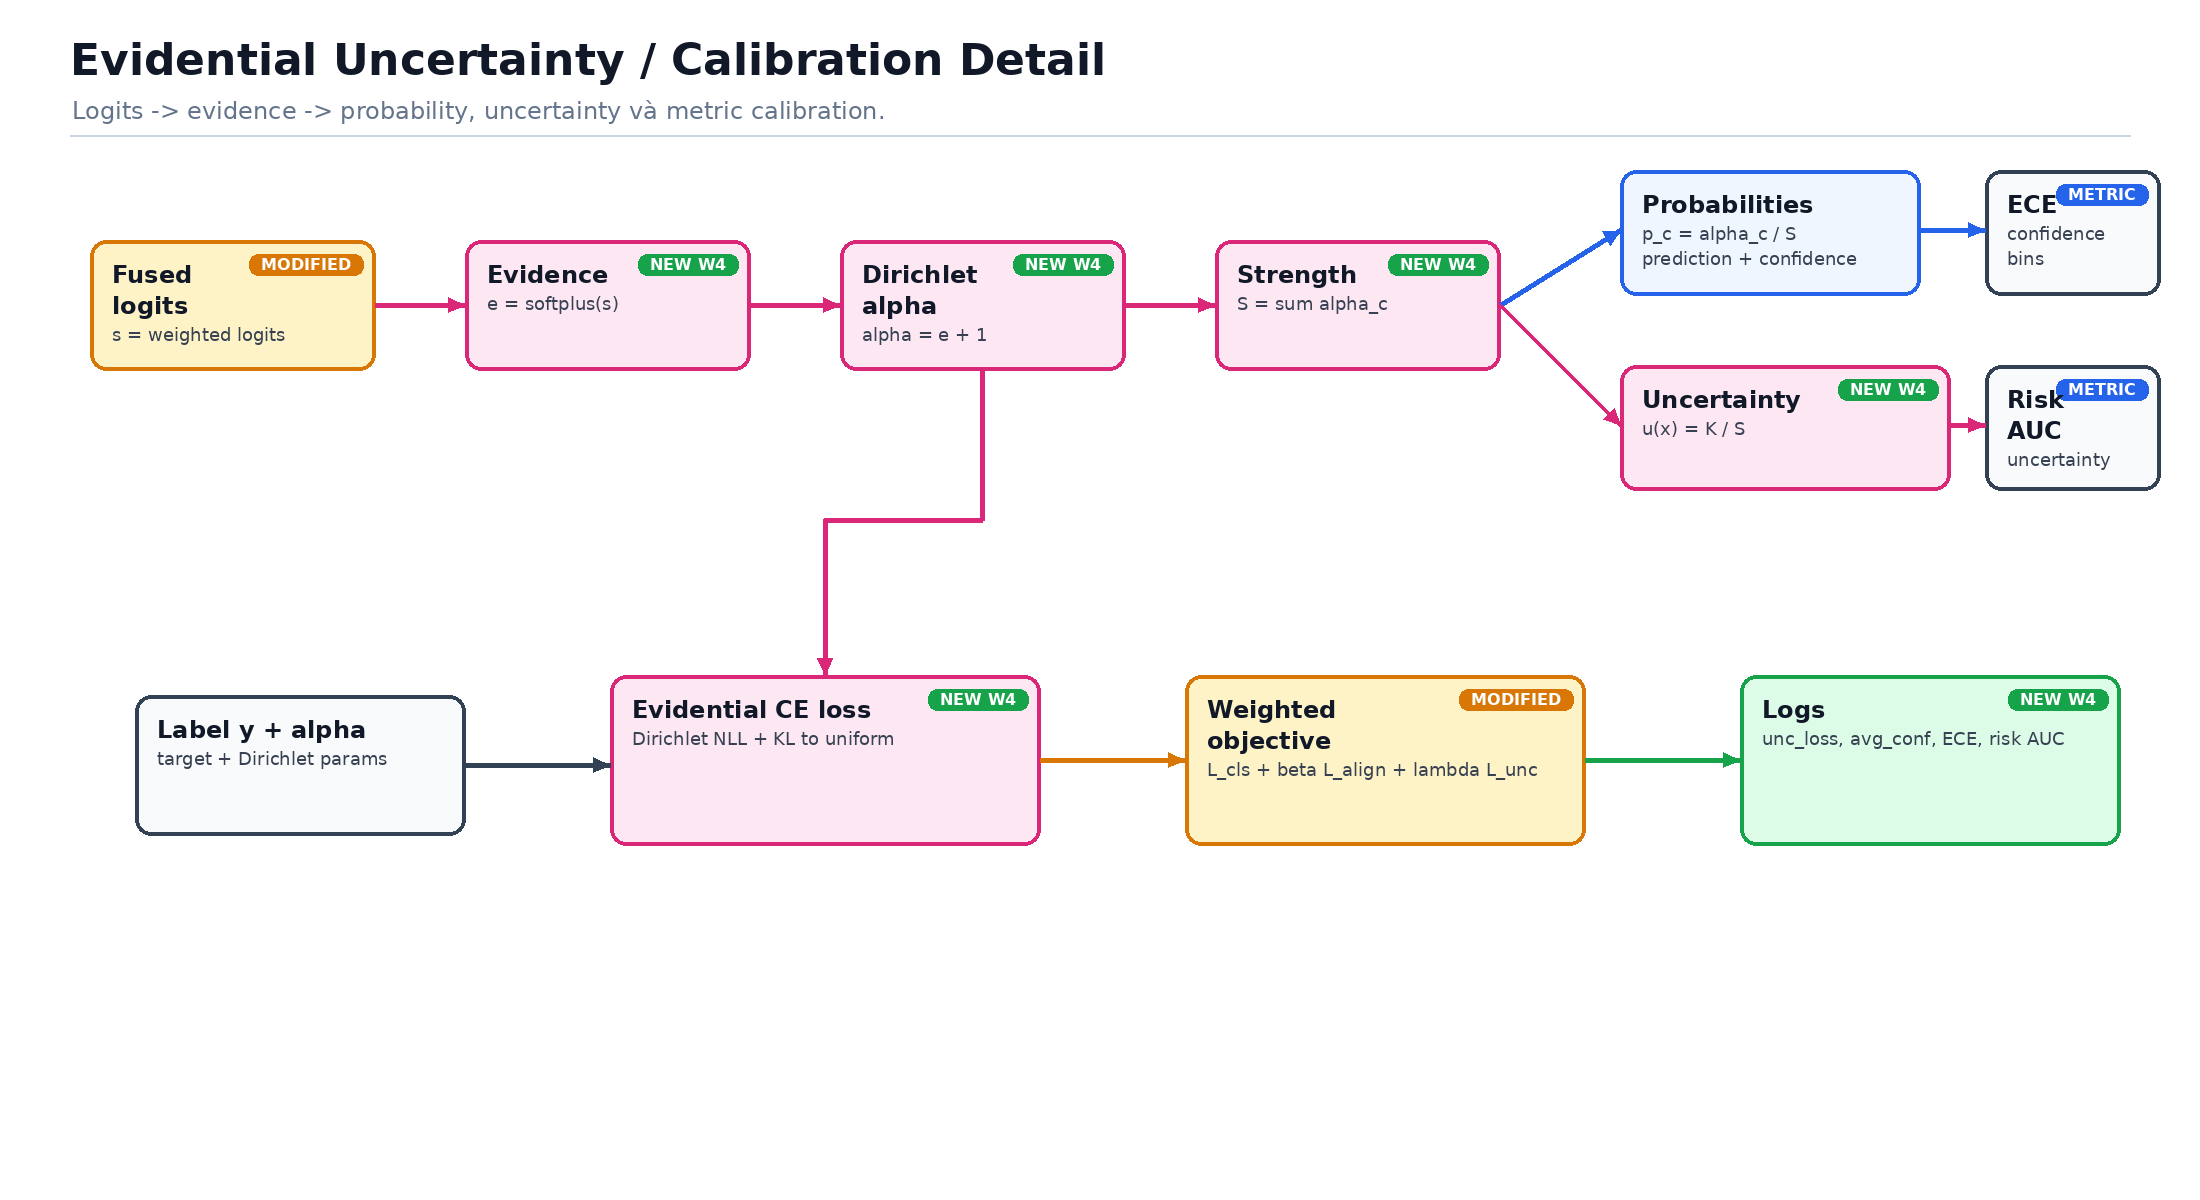 Evidential Uncertainty / Calibration Detail
Logits -> evidence -> probability, uncertainty và metric calibration.
Fused
logits
MODIFIED
s = weighted logits
Evidence
NEW W4
e = softplus(s)
Dirichlet
alpha
NEW W4
alpha = e + 1
Strength
NEW W4
S = sum alpha_c
Probabilities
p_c = alpha_c / S
prediction + confidence
ECE
METRIC
confidence
bins
Uncertainty
NEW W4
u(x) = K / S
Risk
AUC
METRIC
uncertainty
Label y + alpha
target + Dirichlet params
Evidential CE loss
NEW W4
Dirichlet NLL + KL to uniform
Weighted
objective
MODIFIED
L_cls + beta L_align + lambda L_unc
Logs
NEW W4
unc_loss, avg_conf, ECE, risk AUC